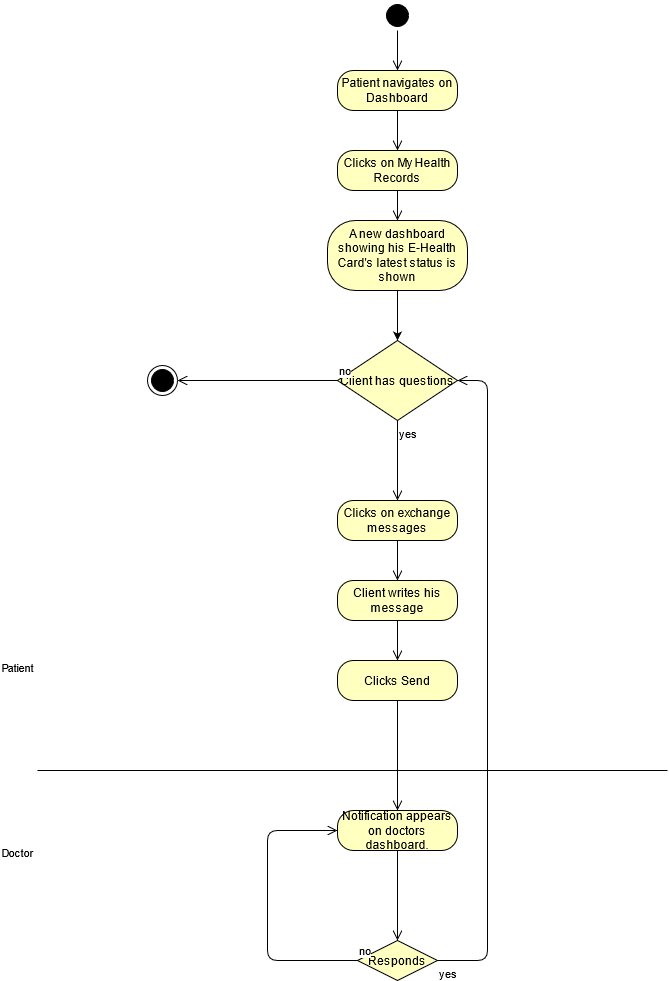 Patient navigates on
Dashboard
Clicks on My Health
Records
A new dashboard
showing his E-Health
Card's latest status is
shown
no
Client has questions
yes
Clicks on exchange
messages
Client writes his
message
Patient
Clicks Send
Notification appears
on doctors
dashboard.
Doctor
no
Responds
yes